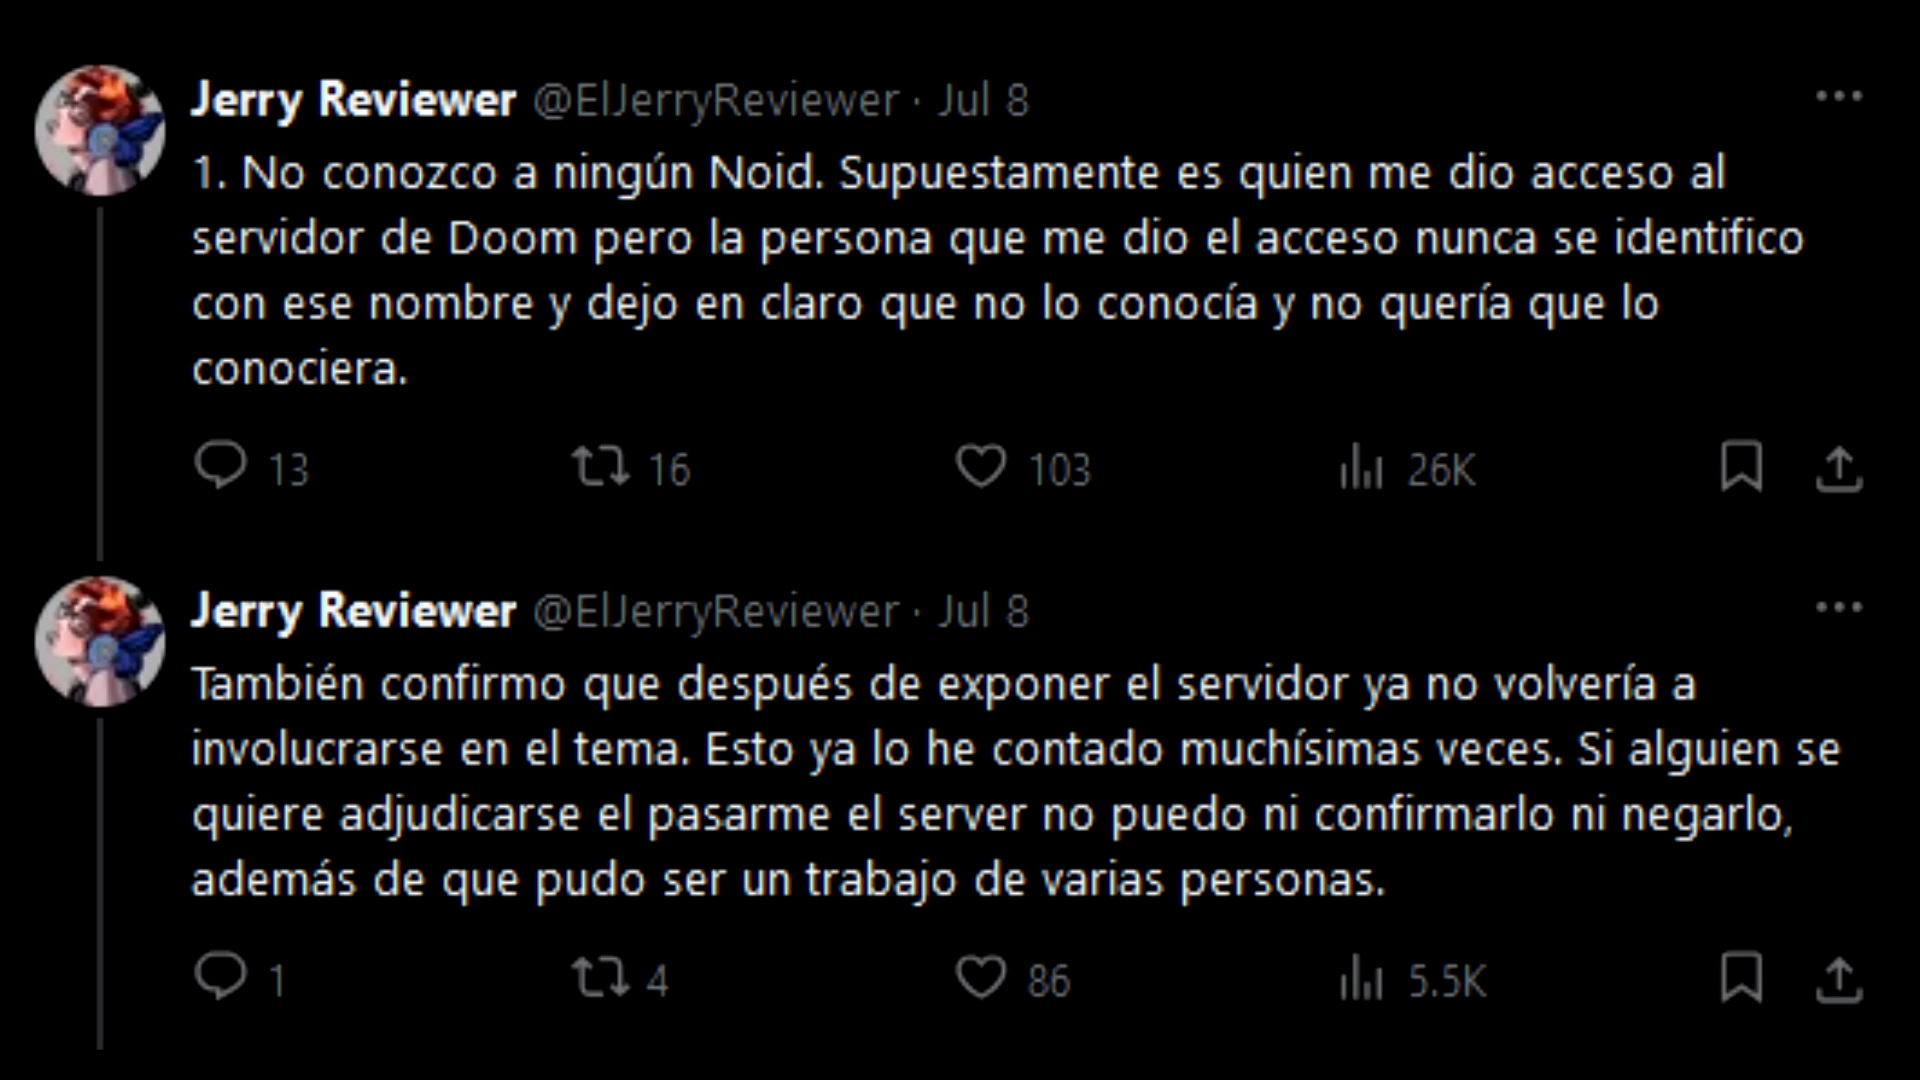 Jerry Reviewer @ElJerryReviewer · Jul 8
1. No conozco a ningún Noid. Supuestamente es quien me dio acceso al
servidor de Doom pero la persona que me dio el acceso nunca se identifico
con ese nombre y dejo en claro que no lo conocía y no quería que lo
conociera.
13 16 103 26K
Jerry Reviewer @ElJerryReviewer · Jul 8
También confirmo que después de exponer el servidor ya no volvería a
involucrarse en el tema. Esto ya lo he contado muchísimas veces. Si alguien se
quiere adjudicarse el pasarme el server no puedo ni confirmarlo ni negarlo,
además de que pudo ser un trabajo de varias personas.
1 4 86 5.5K